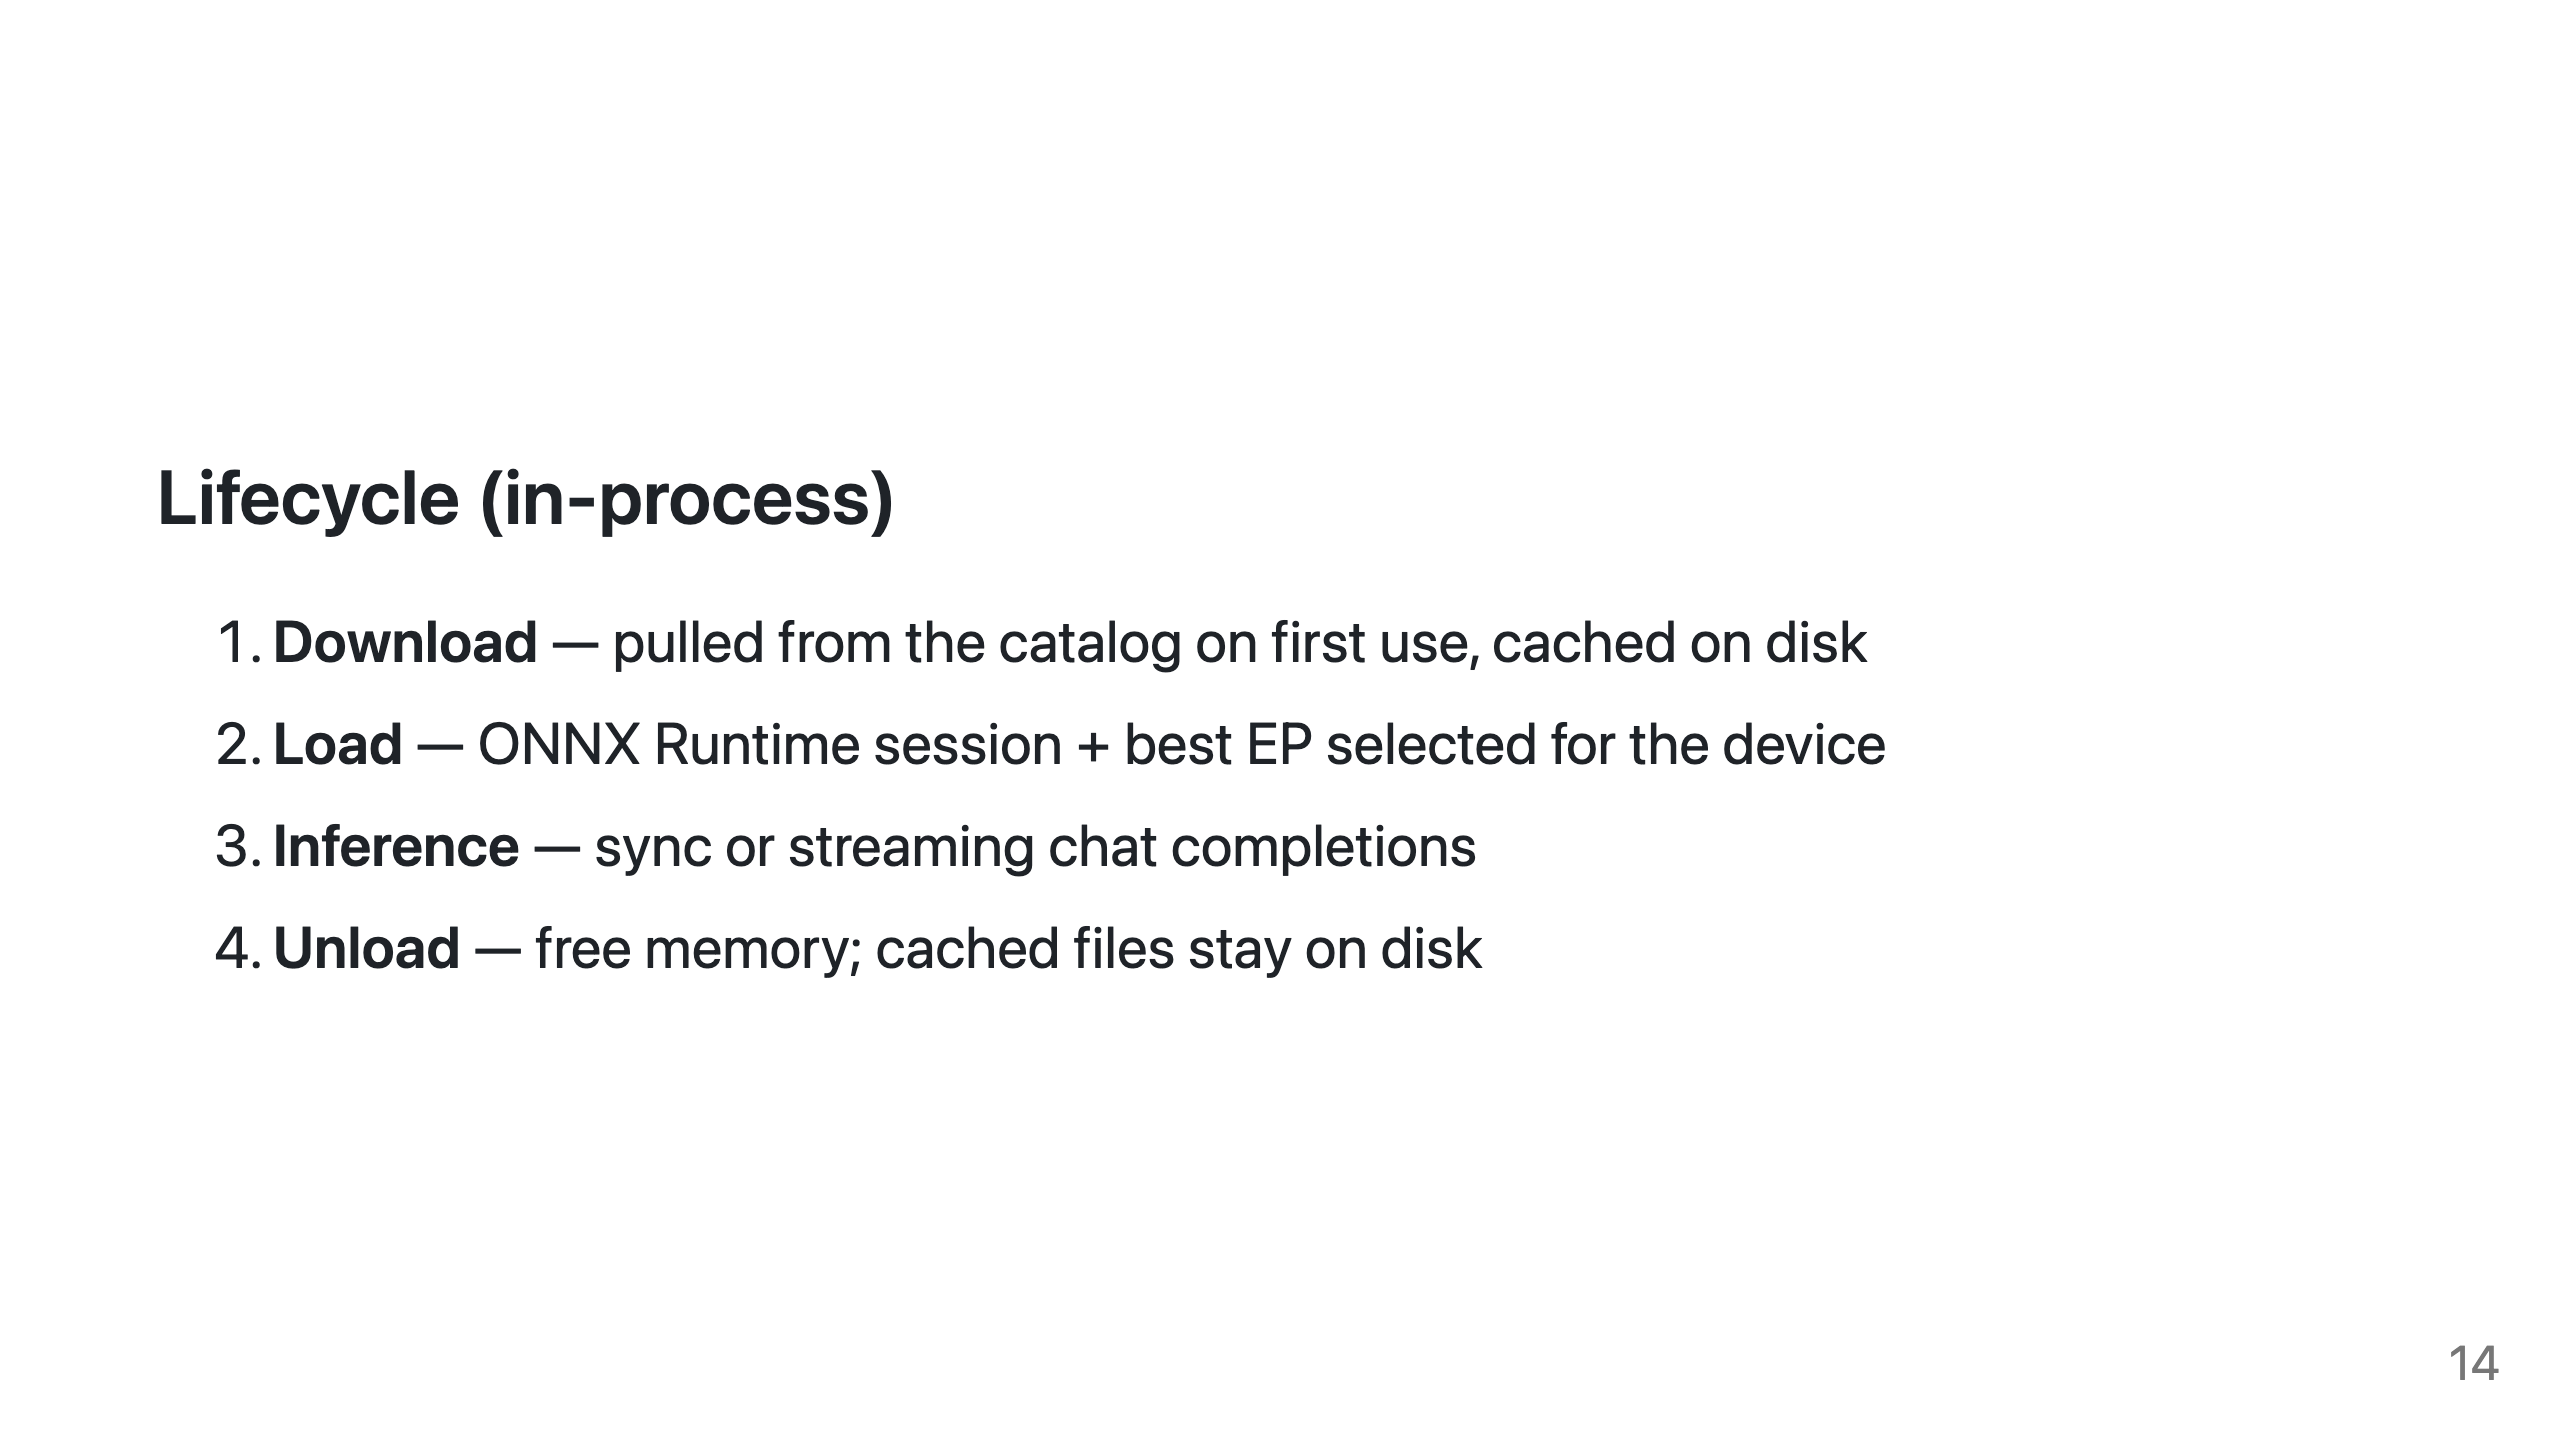 Lifecycle (in-process)
1. Download — pulled from the catalog on first use, cached on disk
2. Load — ONNX Runtime session + best EP selected for the device
3. Inference — sync or streaming chat completions
4. Unload — free memory; cached files stay on disk
14